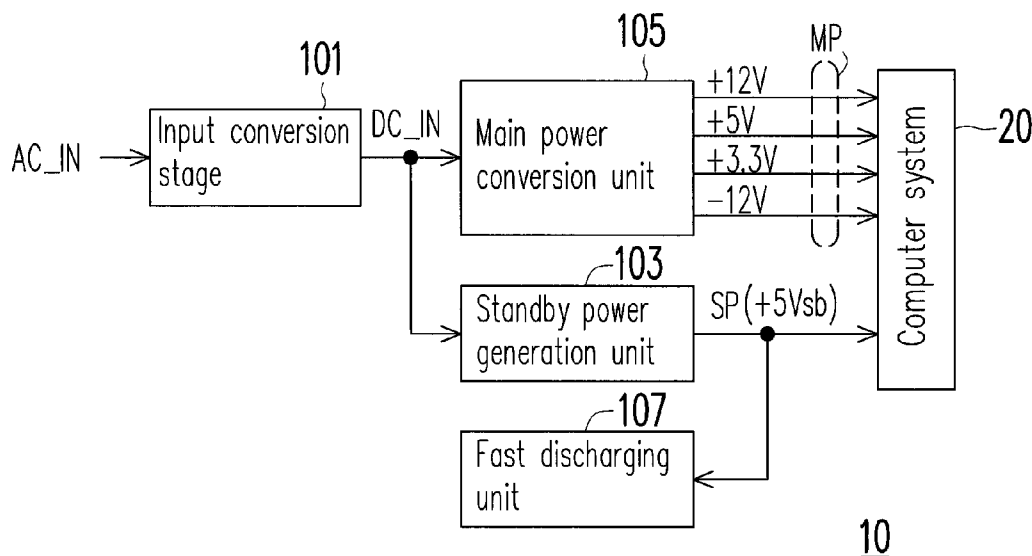 105
MP
101
+12V
Input conversion
stage
DC_IN
Main power
conversion unit
+5V
20
AC_IN
+3.3V
-12V
Computer system
103
Standby power
generation unit
SP(+5Vsb)
107
Fast discharging
unit
10